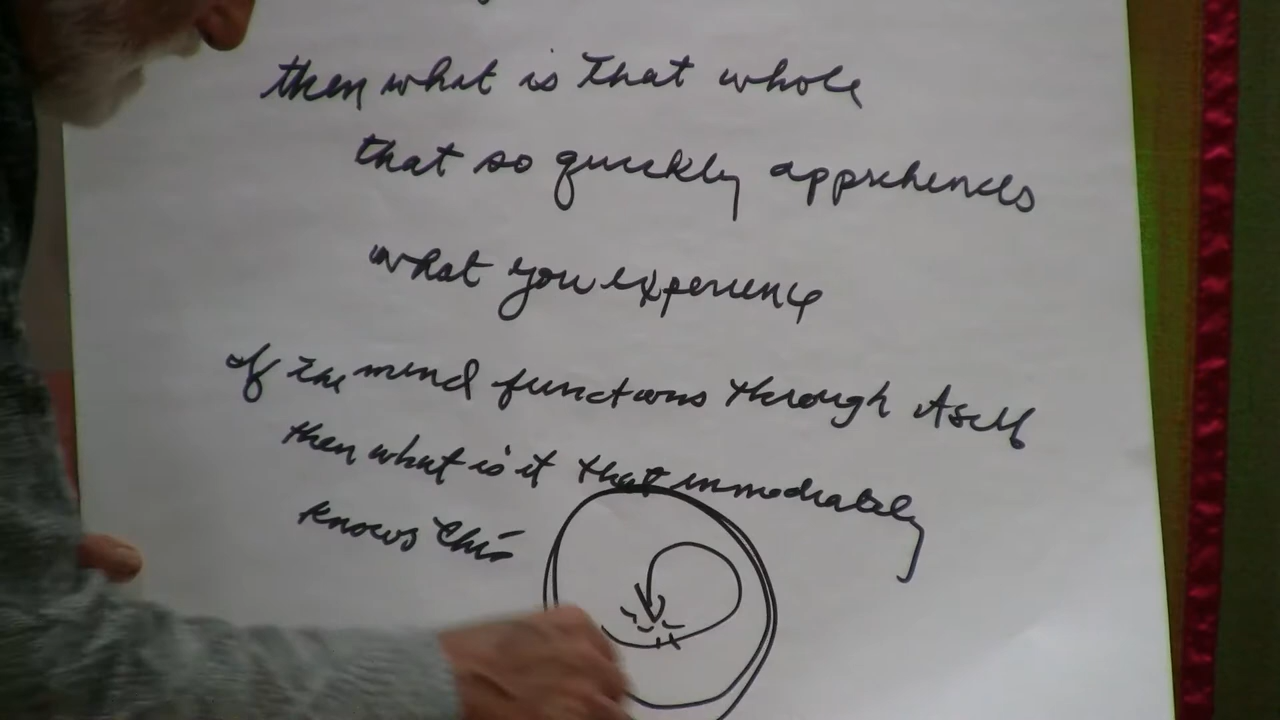 then what is That whole
that so quickly apprehends
what you experience
of the mind functions through itself
then what is it that immediately
knows this